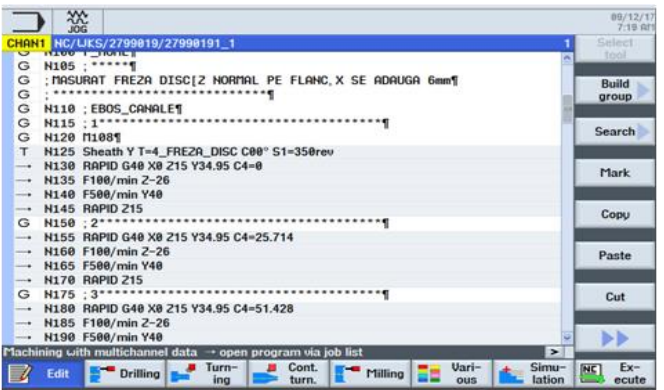 JOG
09/12/17
7:19 AM
CHAN1 NC/WKS/2799019/27990191_1 1
Select tool
G N105 ; *****¶
G ; MASURAT FREZA DISC[Z NORMAL PE FLANC, X SE ADAUGA 6mm¶
G ; ******************************¶
G N110 ; EBOS_CANALE¶
G N115 ; 1****************************************¶
G N120 M108¶
T N125 Sheath Y T=4_FREZA_DISC C00° S1=350rev
→ N130 RAPID G40 X0 Z15 Y34.95 C4=0
→ N135 F100/min Z-26
→ N140 F500/min Y40
→ N145 RAPID Z15
G N150 ; 2****************************************¶
→ N155 RAPID G40 X0 Z15 Y34.95 C4=25.714
→ N160 F100/min Z-26
→ N165 F500/min Y40
→ N170 RAPID Z15
G N175 ; 3****************************************¶
→ N180 RAPID G40 X0 Z15 Y34.95 C4=51.428
→ N185 F100/min Z-26
→ N190 F500/min Y40
Machining with multichannel data → open program via job list >
Build group
Search
Mark
Copy
Paste
Cut
Edit
Drilling
Turn-ing
Cont. turn.
Milling
Vari-ous
Simu-lation
NC Ex-ecute